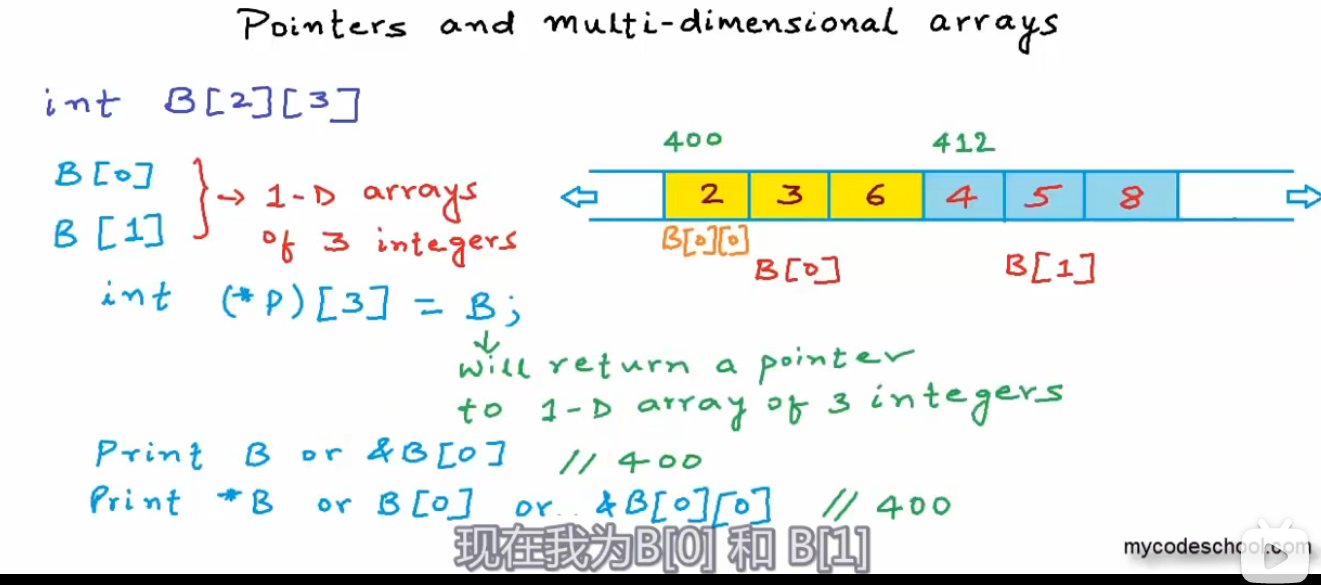 Pointers and multi-dimensional arrays
int B[2][3]
400 412
B[0]
B[1]
→ 1-D arrays
of 3 integers
2 3 6 4 5 8
B[0][0]
B[0] B[1]
int (*P)[3] = B;
will return a pointer
to 1-D array of 3 integers
Print B or &B[0] // 400
Print *B or B[0] or &B[0][0] // 400
现在我为B[0] 和 B[1]
mycodeschool.com